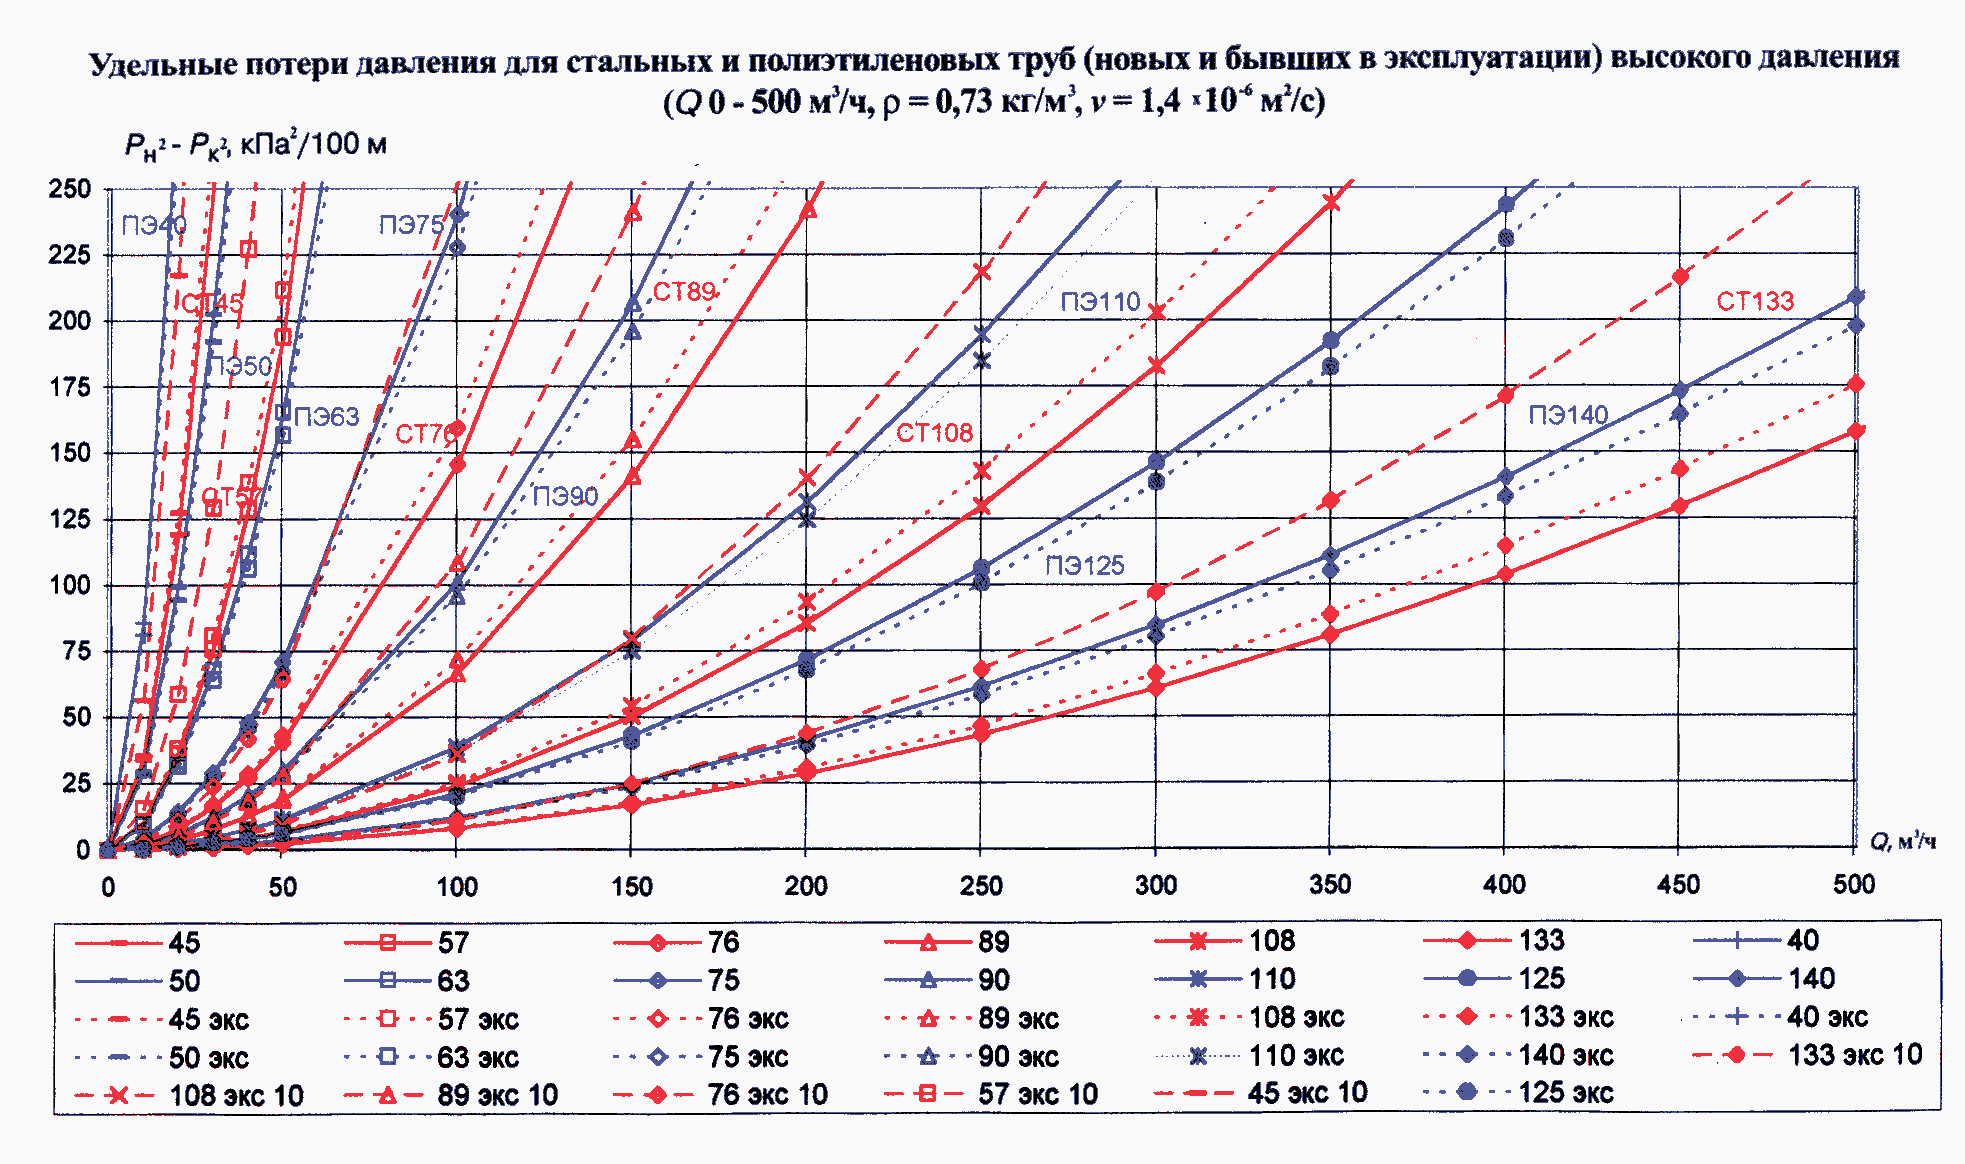 Удельные потери давления для стальных и полиэтиленовых труб (новых и бывших в эксплуатации) высокого давления
(Q 0 - 500 м³/ч, ρ = 0,73 кг/м³, ν = 1,4 ×10⁻⁶ м²/с)
Pн² - Pк², кПа²/100 м
250
225
200
175
150
125
100
75
50
25
0
ПЭ40
ПЭ75
СТ45
СТ89
ПЭ110
СТ133
ПЭ50
ПЭ63
СТ76
СТ108
ПЭ140
СТ57
ПЭ90
ПЭ125
Q, м³/ч
0 50 100 150 200 250 300 350 400 450 500
45 57 76 89 108 133 40
50 63 75 90 110 125 140
45 экс 57 экс 76 экс 89 экс 108 экс 133 экс 40 экс
50 экс 63 экс 75 экс 90 экс 110 экс 140 экс 133 экс 10
108 экс 10 89 экс 10 76 экс 10 57 экс 10 45 экс 10 125 экс